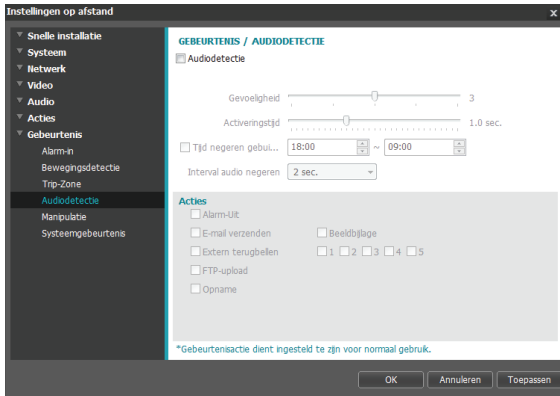 Instellingen op afstand
x
Snelle installatie
Systeem
Netwerk
Video
Audio
Acties
Gebeurtenis
Alarm-in
Bewegingsdetectie
Trip-Zone
Audiodetectie
Manipulatie
Systeemgebeurtenis
GEBEURTENIS / AUDIODETECTIE
Audiodetectie
Gevoeligheid 3
Activeringstijd 1.0 sec.
Tijd negeren gebui... 18:00 ~ 09:00
Interval audio negeren 2 sec.
Acties
Alarm-Uit
E-mail verzenden Beeldbijlage
Extern terugbellen 1 2 3 4 5
FTP-upload
Opname
*Gebeurtenisactie dient ingesteld te zijn voor normaal gebruik.
OK Annuleren Toepassen